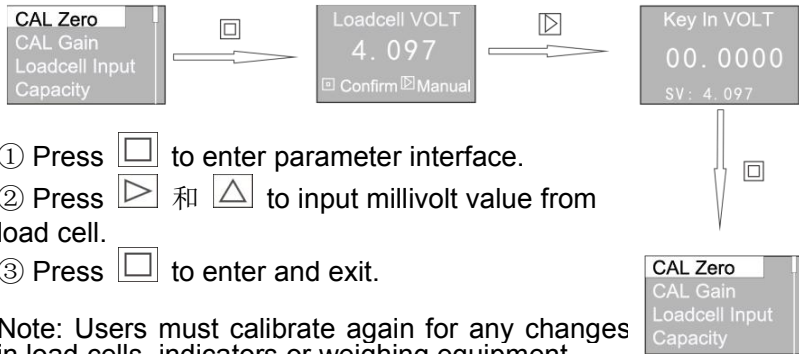 CAL Zero
CAL Gain
Loadcell Input
Capacity
Loadcell VOLT
4.097
Confirm Manual
Key In VOLT
00.0000
SV: 4.097
① Press to enter parameter interface.
② Press 和 to input millivolt value from
load cell.
③ Press to enter and exit.
CAL Zero
CAL Gain
Loadcell Input
Capacity
Note: Users must calibrate again for any changes
in load cells, indicators or weighing equipment